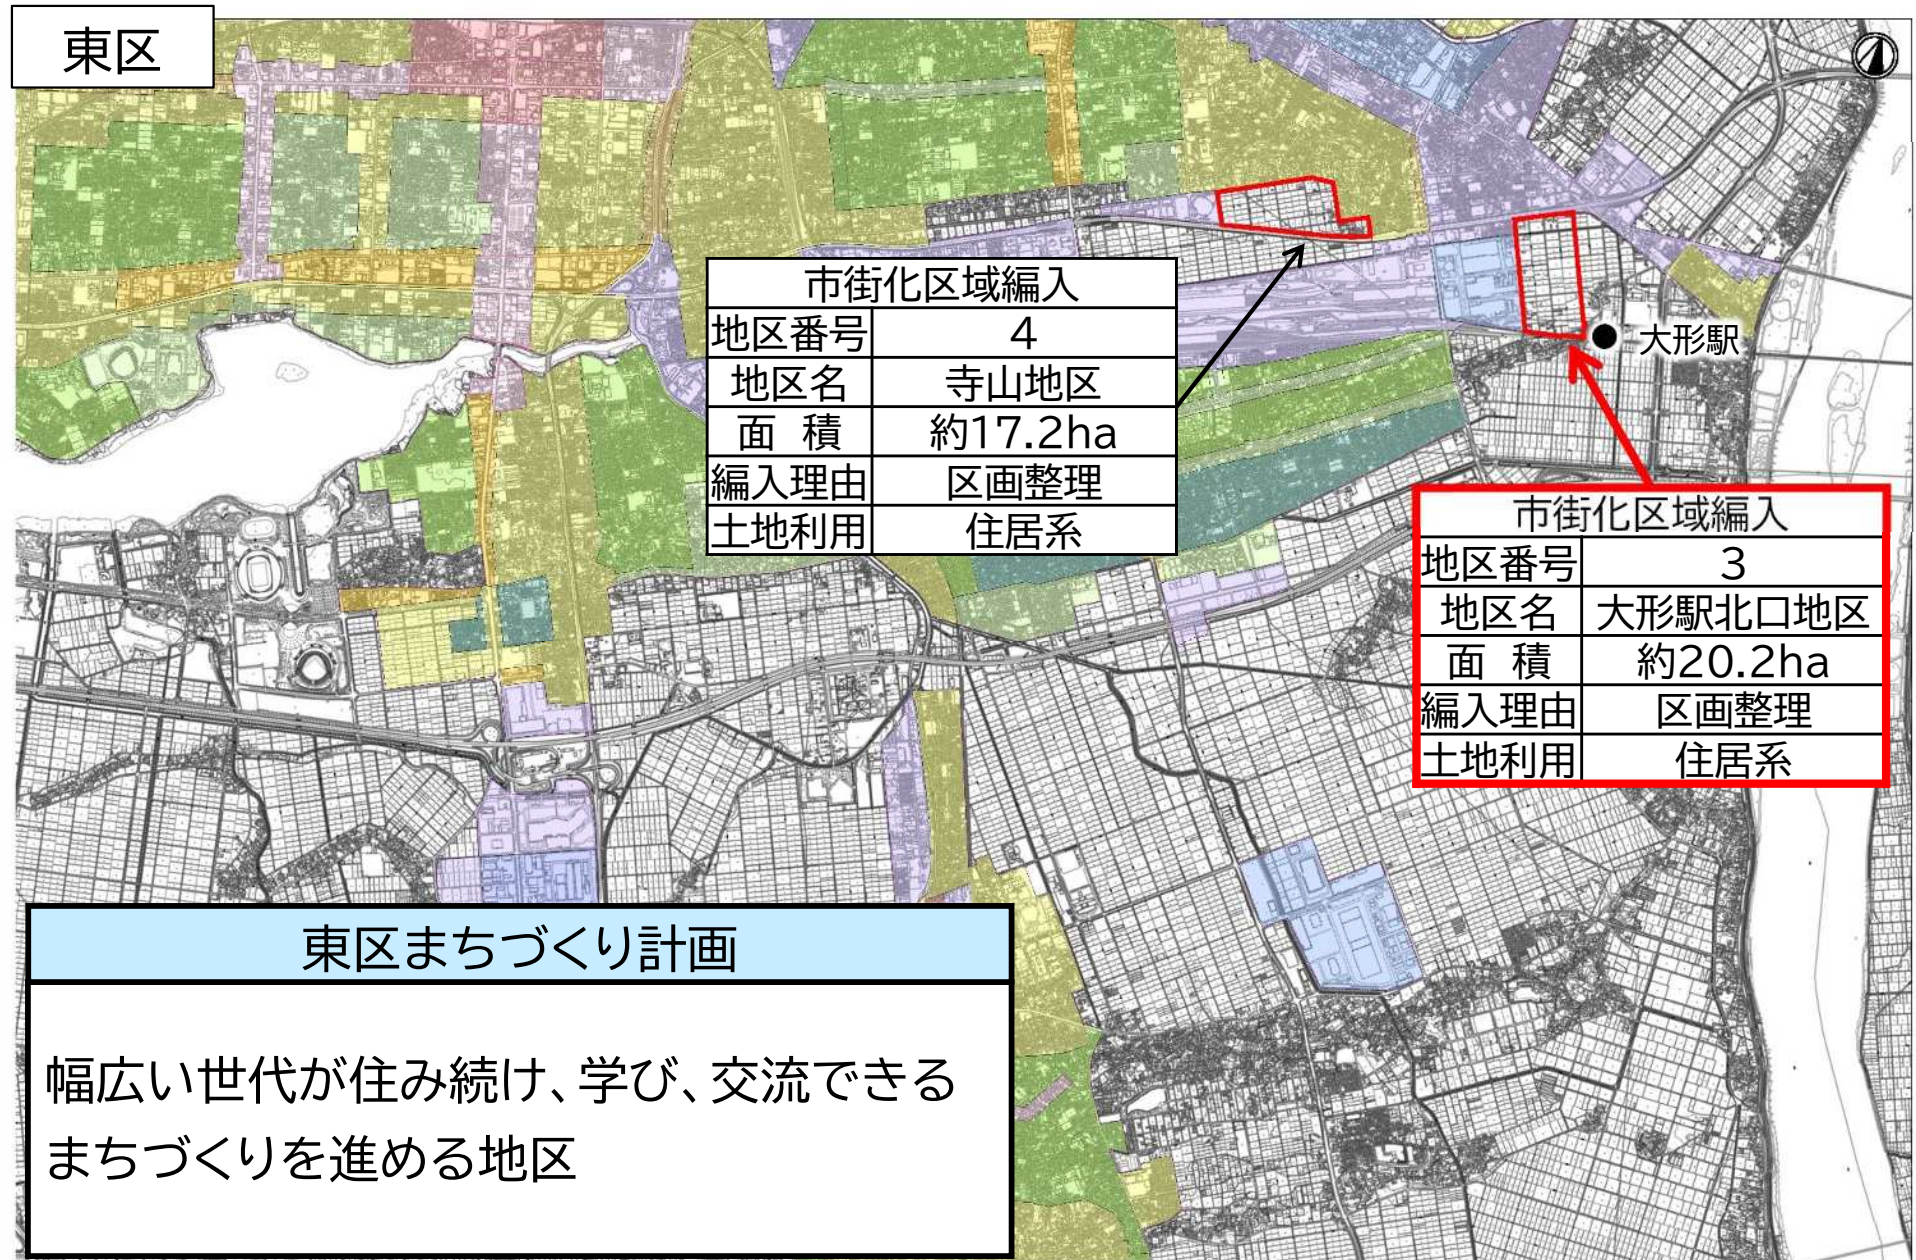 東区
市街化区域編入
地区番号 4
地区名 寺山地区
面 積 約17.2ha
編入理由 区画整理
土地利用 住居系
大形駅
市街化区域編入
地区番号 3
地区名 大形駅北口地区
面 積 約20.2ha
編入理由 区画整理
土地利用 住居系
東区まちづくり計画
幅広い世代が住み続け、学び、交流できる
まちづくりを進める地区